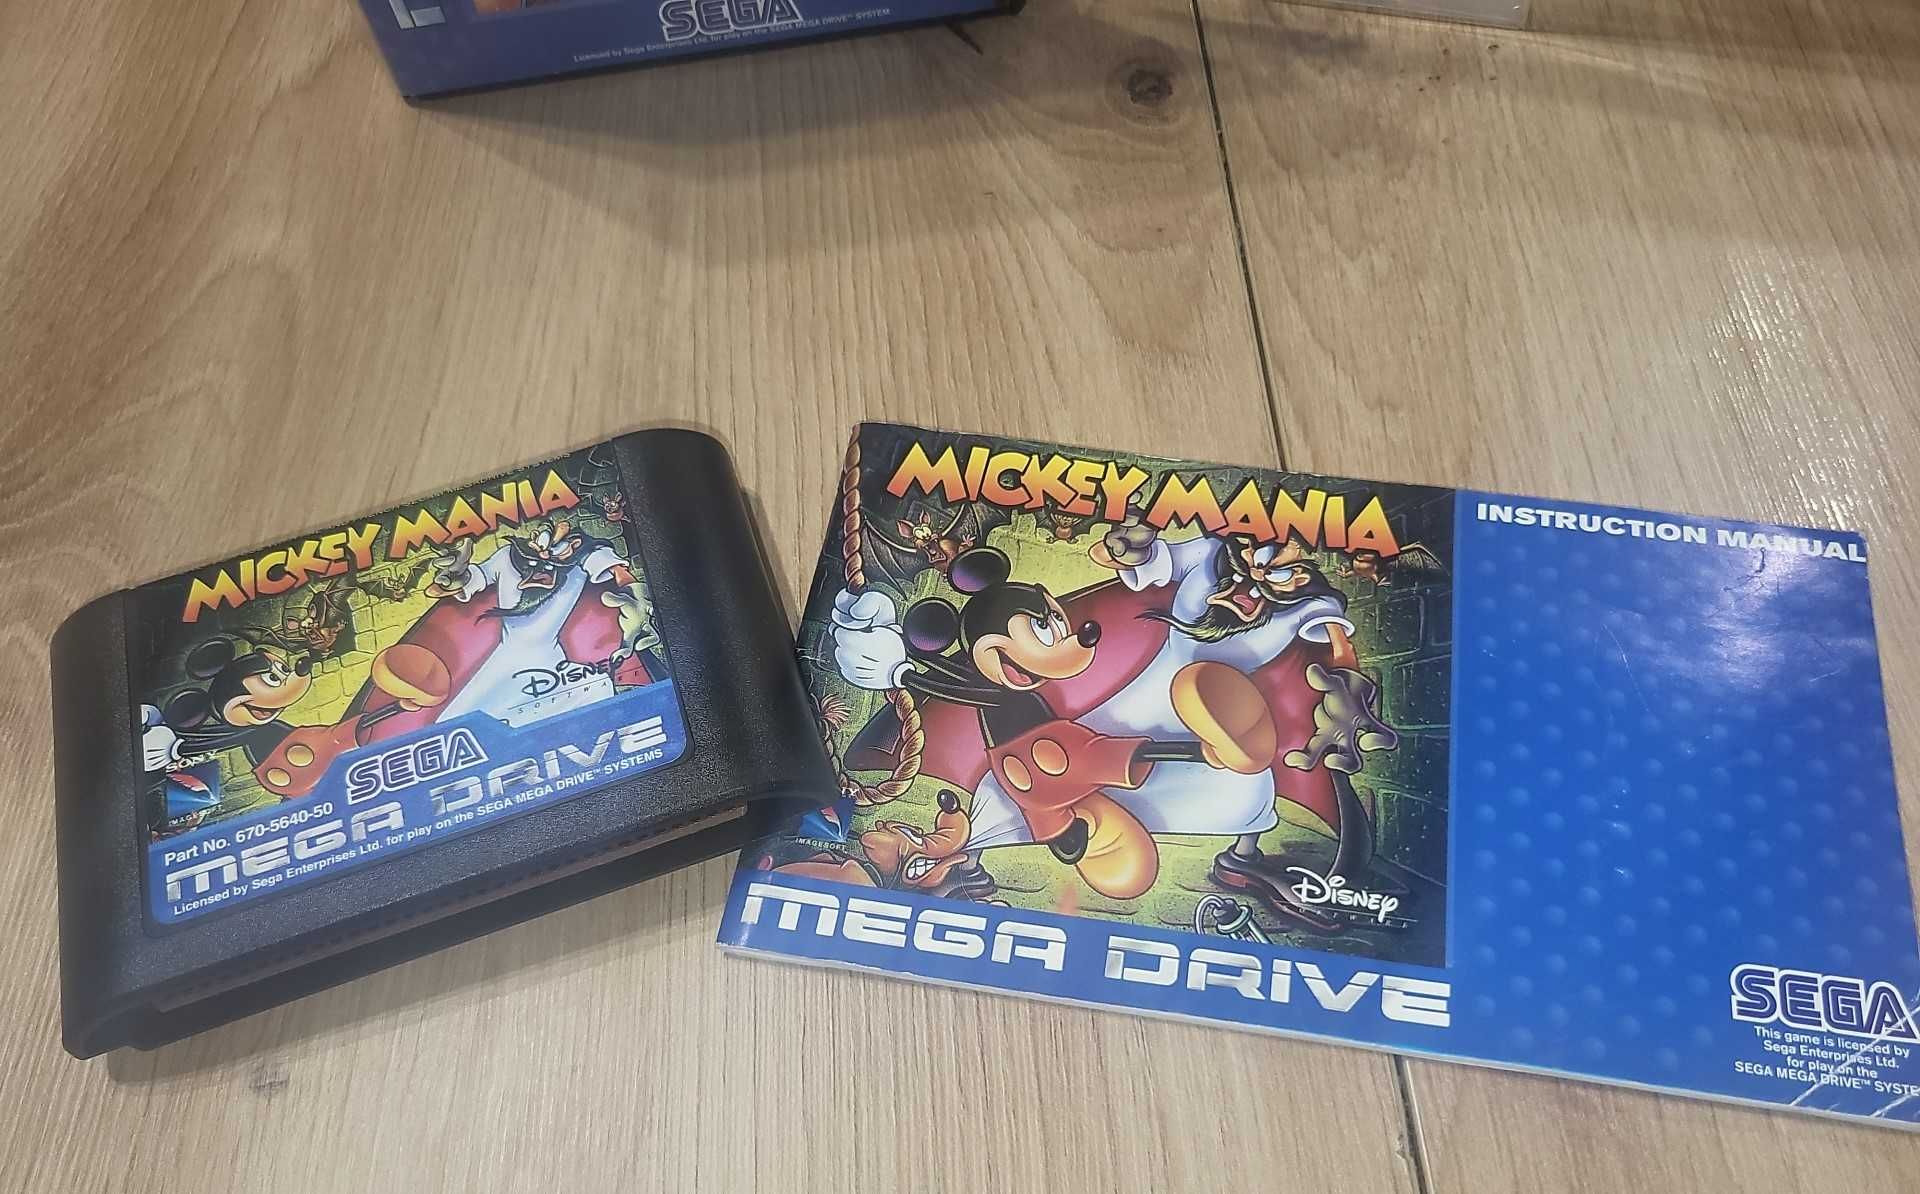 SEGA
Licensed by Sega Enterprises Ltd. for play on the SEGA MEGA DRIVE™ SYSTEM.
MICKEY MANIA
DISNEY
SOFTWARE
SONY
IMAGESOFT
SEGA
Part No. 670-5640-50
MEGA DRIVE
Licensed by Sega Enterprises Ltd. for play on the SEGA MEGA DRIVE™ SYSTEMS
MICKEY MANIA
INSTRUCTION MANUAL
IMAGESOFT
DISNEY
SOFTWARE
MEGA DRIVE
SEGA
This game is licensed by
Sega Enterprises Ltd.
for play on the
SEGA MEGA DRIVE™ SYSTE